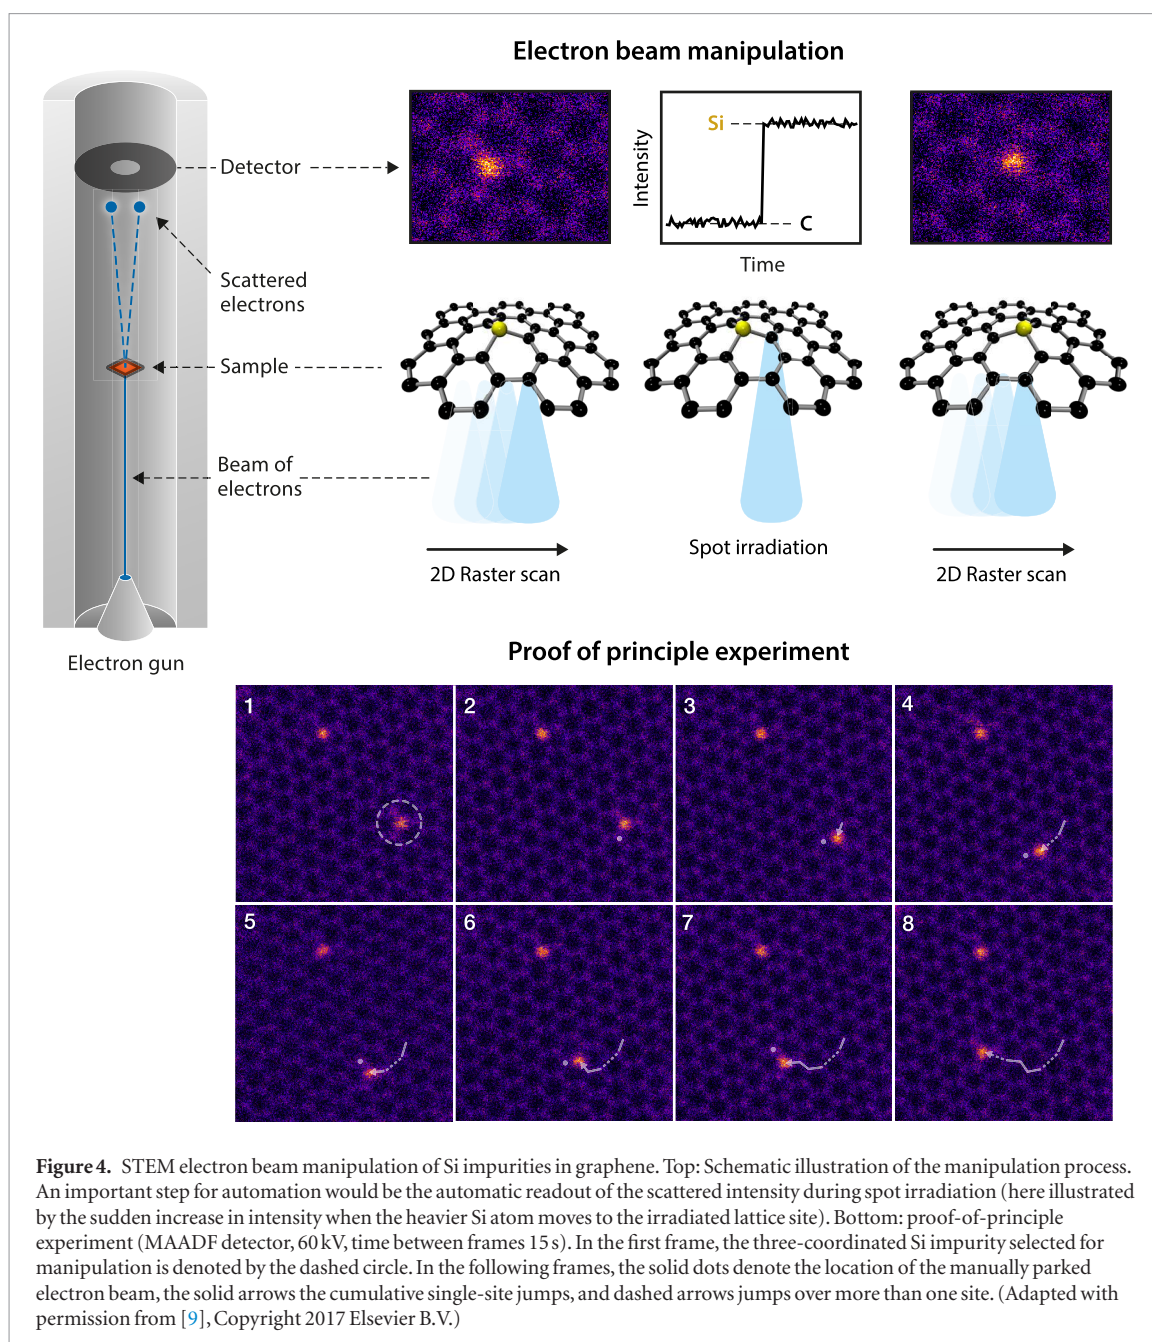 Electron beam manipulation
Detector
Scattered
electrons
Sample
Beam of
electrons
Electron gun
Intensity
Si
C
Time
2D Raster scan
Spot irradiation
2D Raster scan
Proof of principle experiment
1
2
3
4
5
6
7
8
Figure 4. STEM electron beam manipulation of Si impurities in graphene. Top: Schematic illustration of the manipulation process.
An important step for automation would be the automatic readout of the scattered intensity during spot irradiation (here illustrated
by the sudden increase in intensity when the heavier Si atom moves to the irradiated lattice site). Bottom: proof-of-principle
experiment (MAADF detector, 60 kV, time between frames 15 s). In the first frame, the three-coordinated Si impurity selected for
manipulation is denoted by the dashed circle. In the following frames, the solid dots denote the location of the manually parked
electron beam, the solid arrows the cumulative single-site jumps, and dashed arrows jumps over more than one site. (Adapted with
permission from [9], Copyright 2017 Elsevier B.V.)